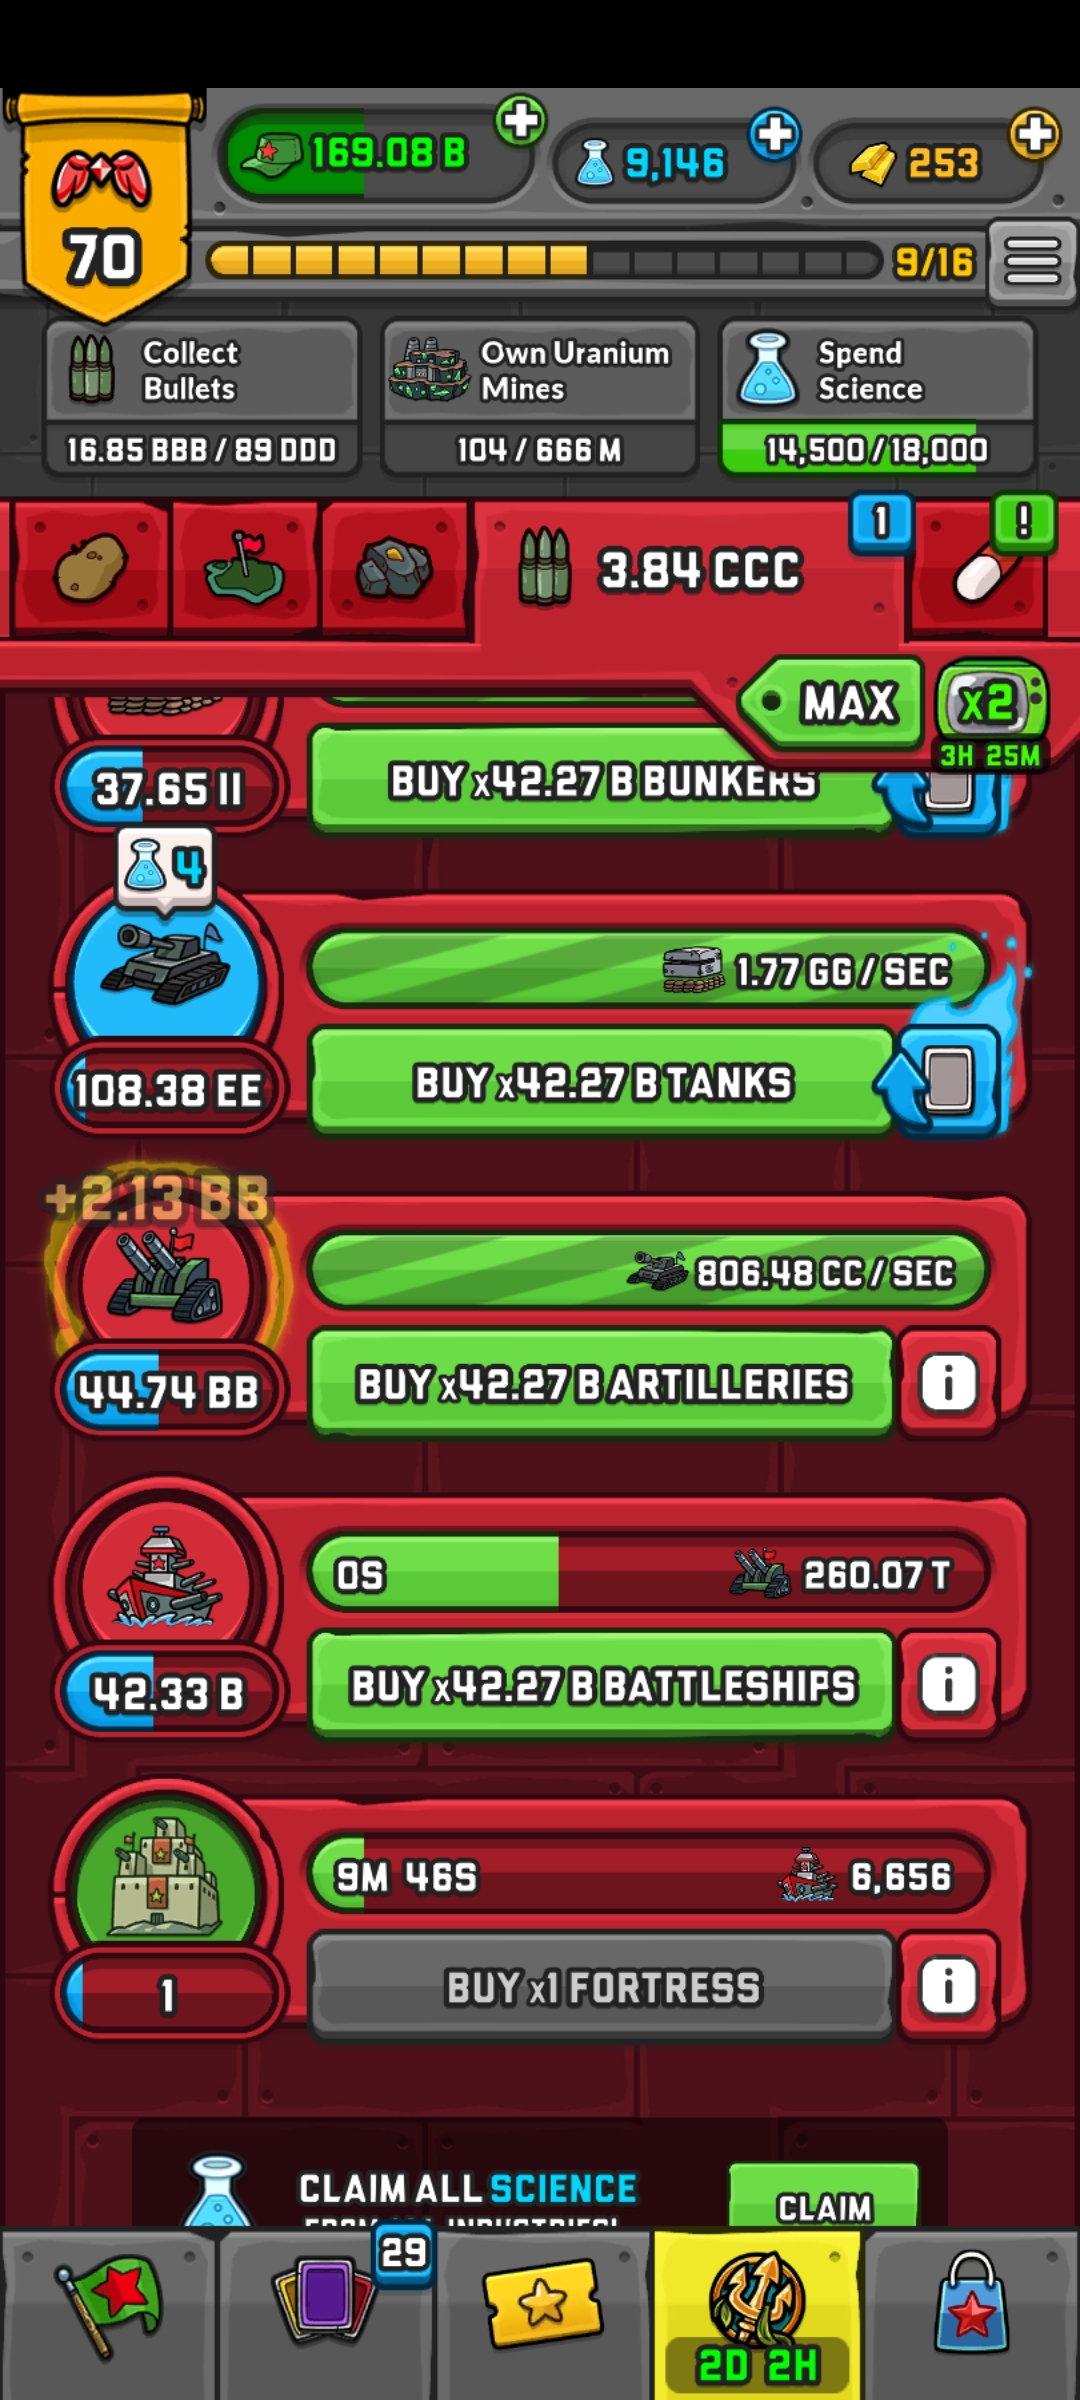 70
169.08 B
9,146
253
9/16
Collect
Bullets
16.85 BBB / 89 DDD
Own Uranium
Mines
104 / 666 M
Spend
Science
14,500 / 18,000
3.84 CCC
1
!
MAX
x2
3H 25M
37.65 II
BUY x42.27 B BUNKERS
4
1.77 GG / SEC
108.38 EE
BUY x42.27 B TANKS
+2.13 BB
806.48 CC / SEC
44.74 BB
BUY x42.27 B ARTILLERIES
i
0S
260.07 T
42.33 B
BUY x42.27 B BATTLESHIPS
i
9M 46S
6,656
1
BUY x1 FORTRESS
i
CLAIM ALL SCIENCE
CLAIM
29
2D 2H